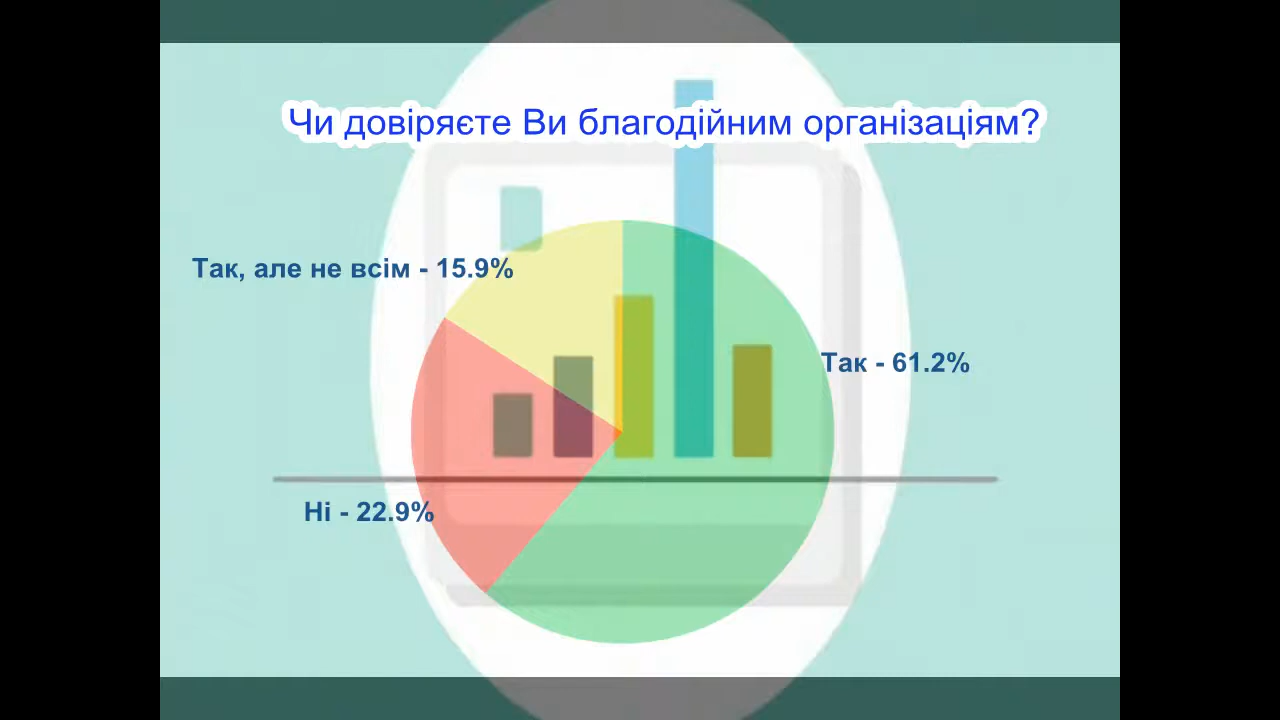 Чи довіряєте Ви благодійним організаціям?
Так, але не всім - 15.9%
Так - 61.2%
Ні - 22.9%